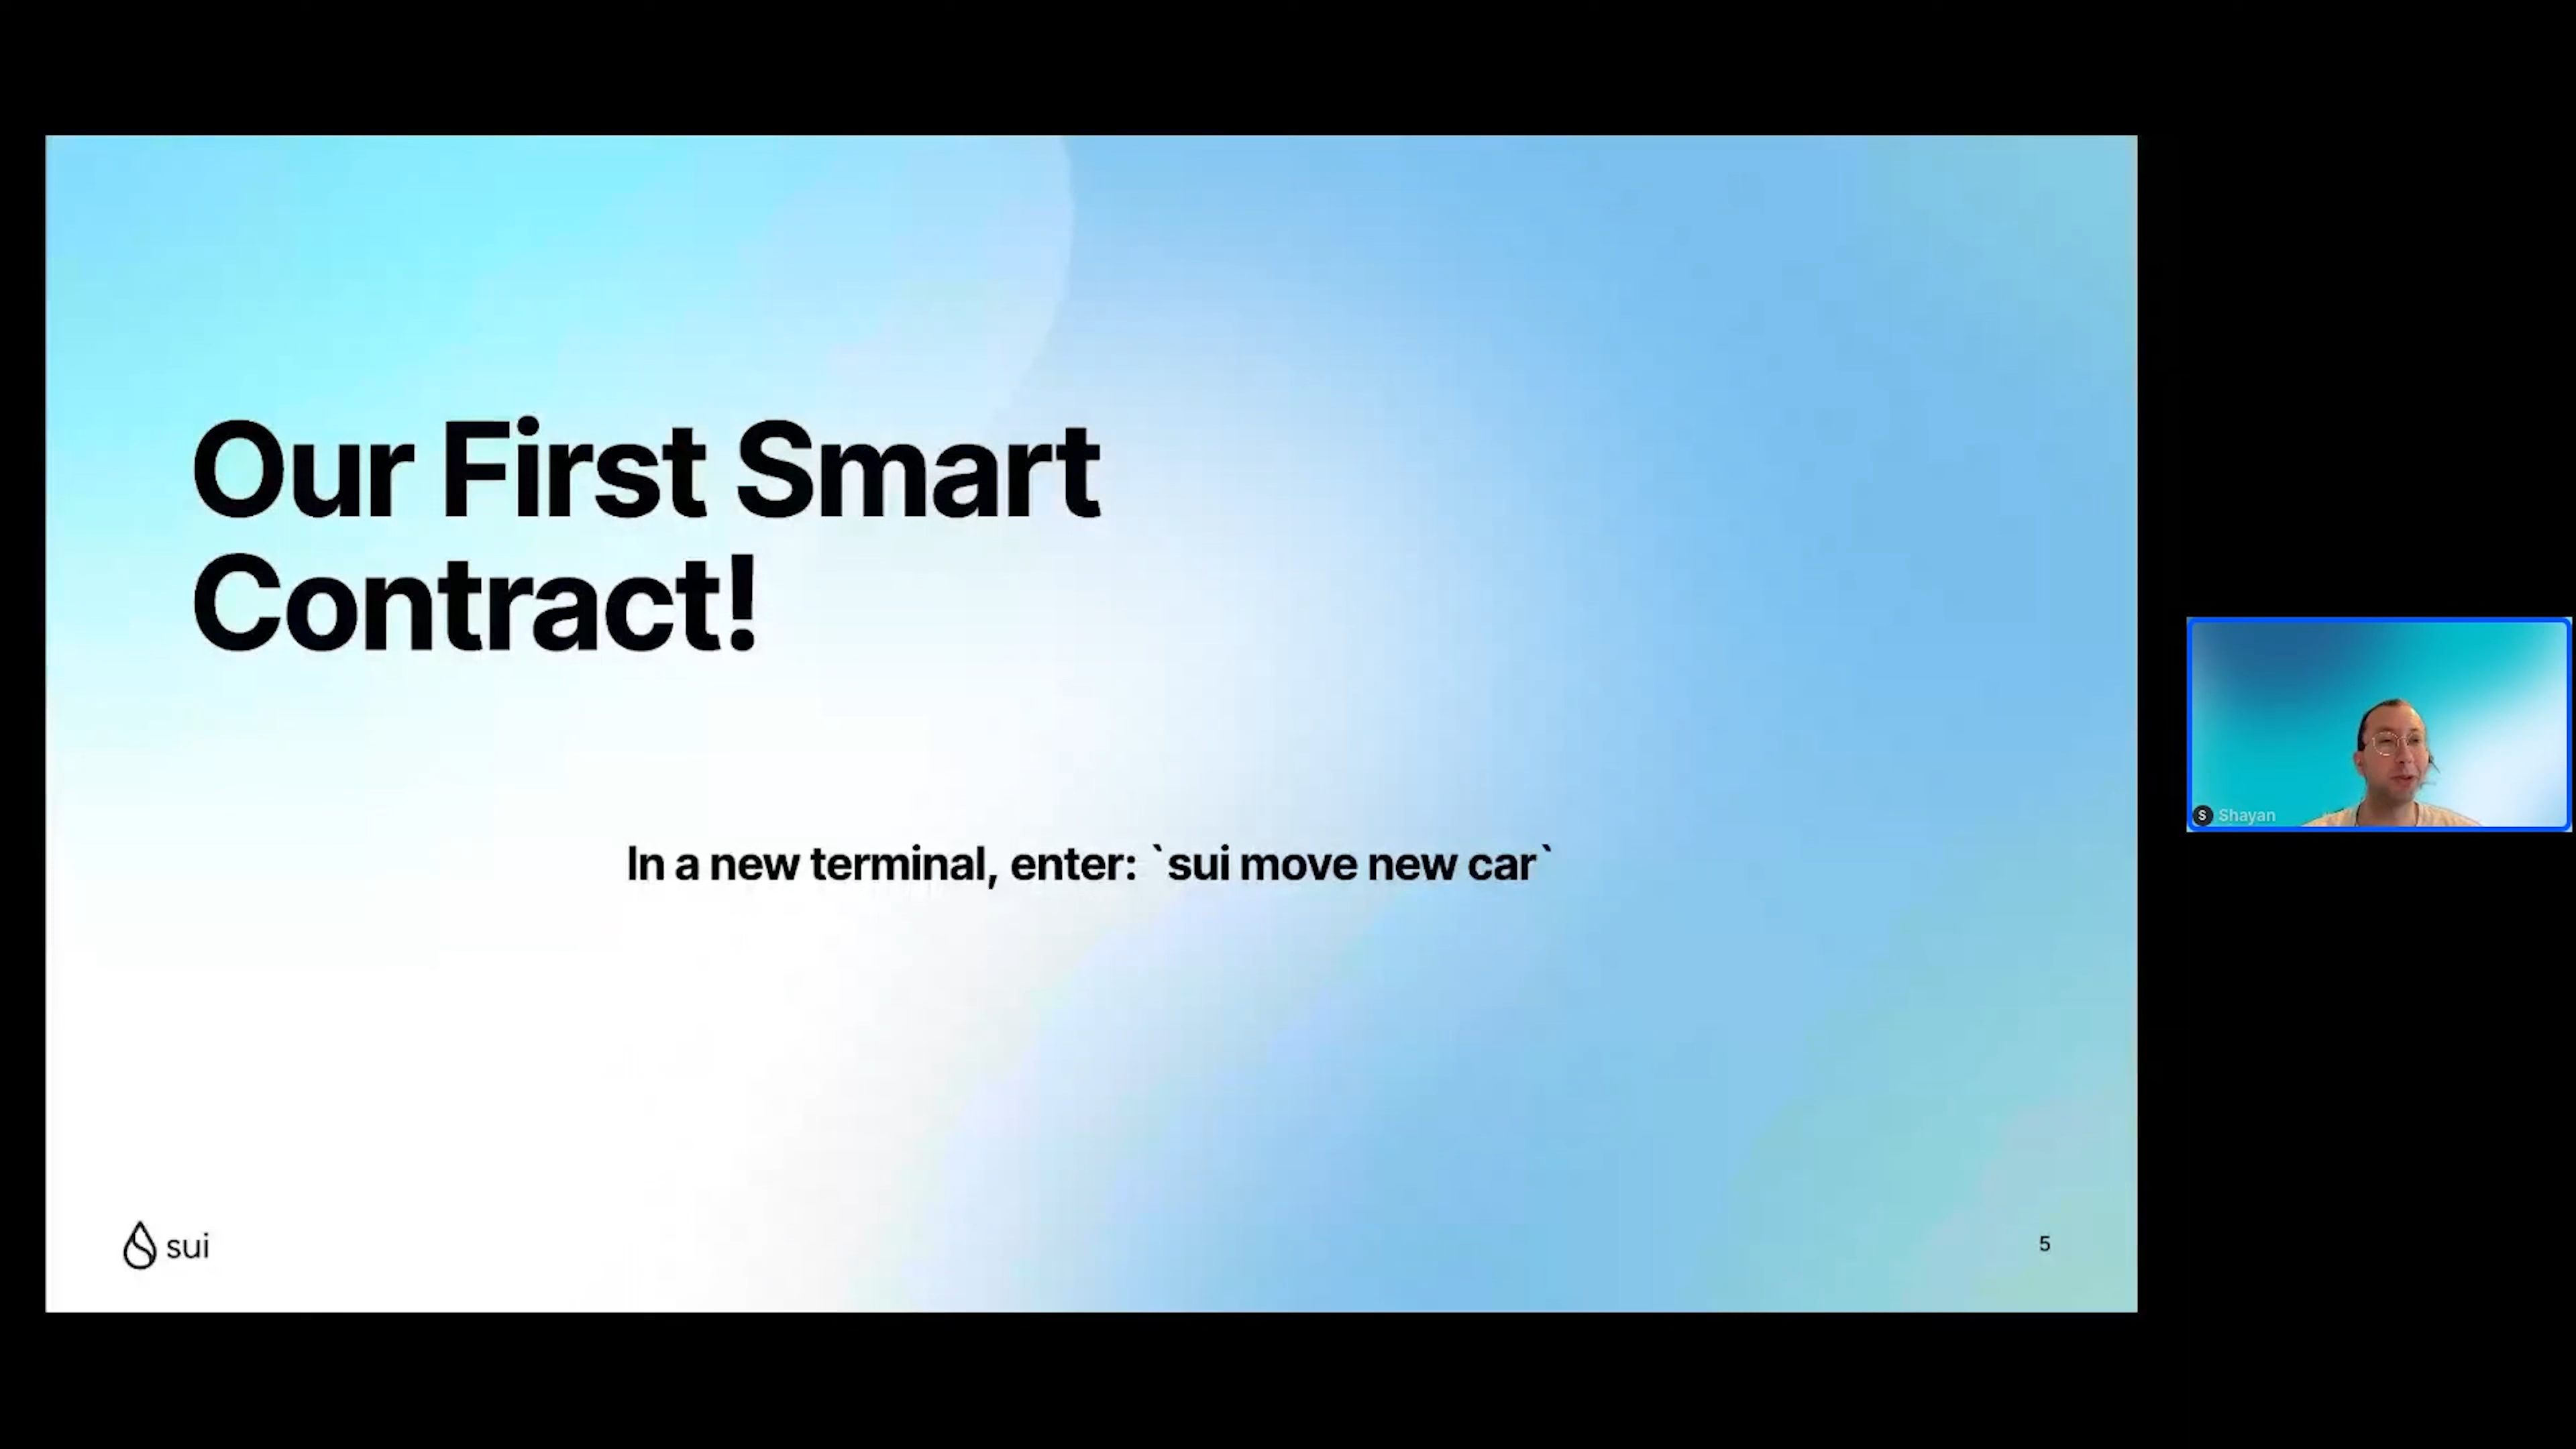 Our First Smart
Contract!
In a new terminal, enter: `sui move new car`
sui
5
S Shayan